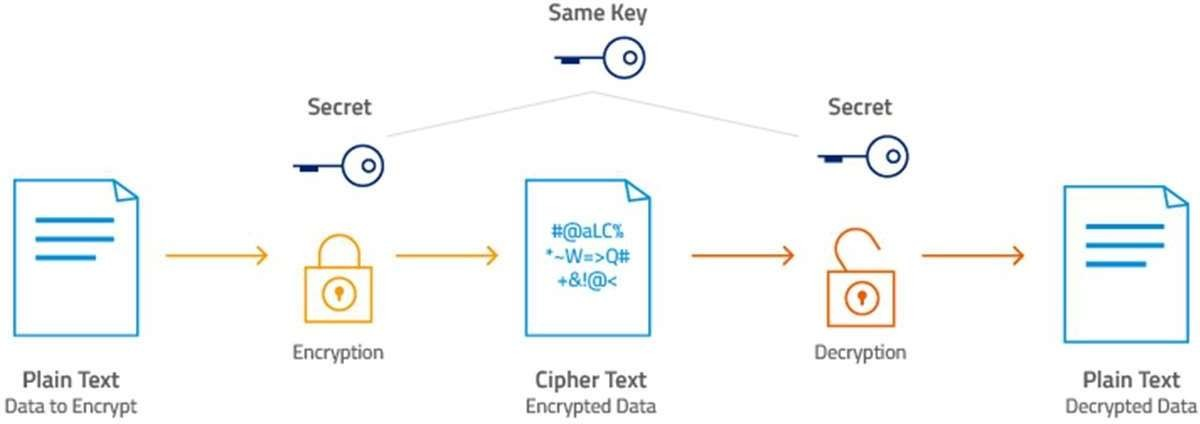 Same Key
Secret
Secret
#@aLC%
*~W=>Q#
+&!@<
Encryption
Decryption
Plain Text
Data to Encrypt
Cipher Text
Encrypted Data
Plain Text
Decrypted Data